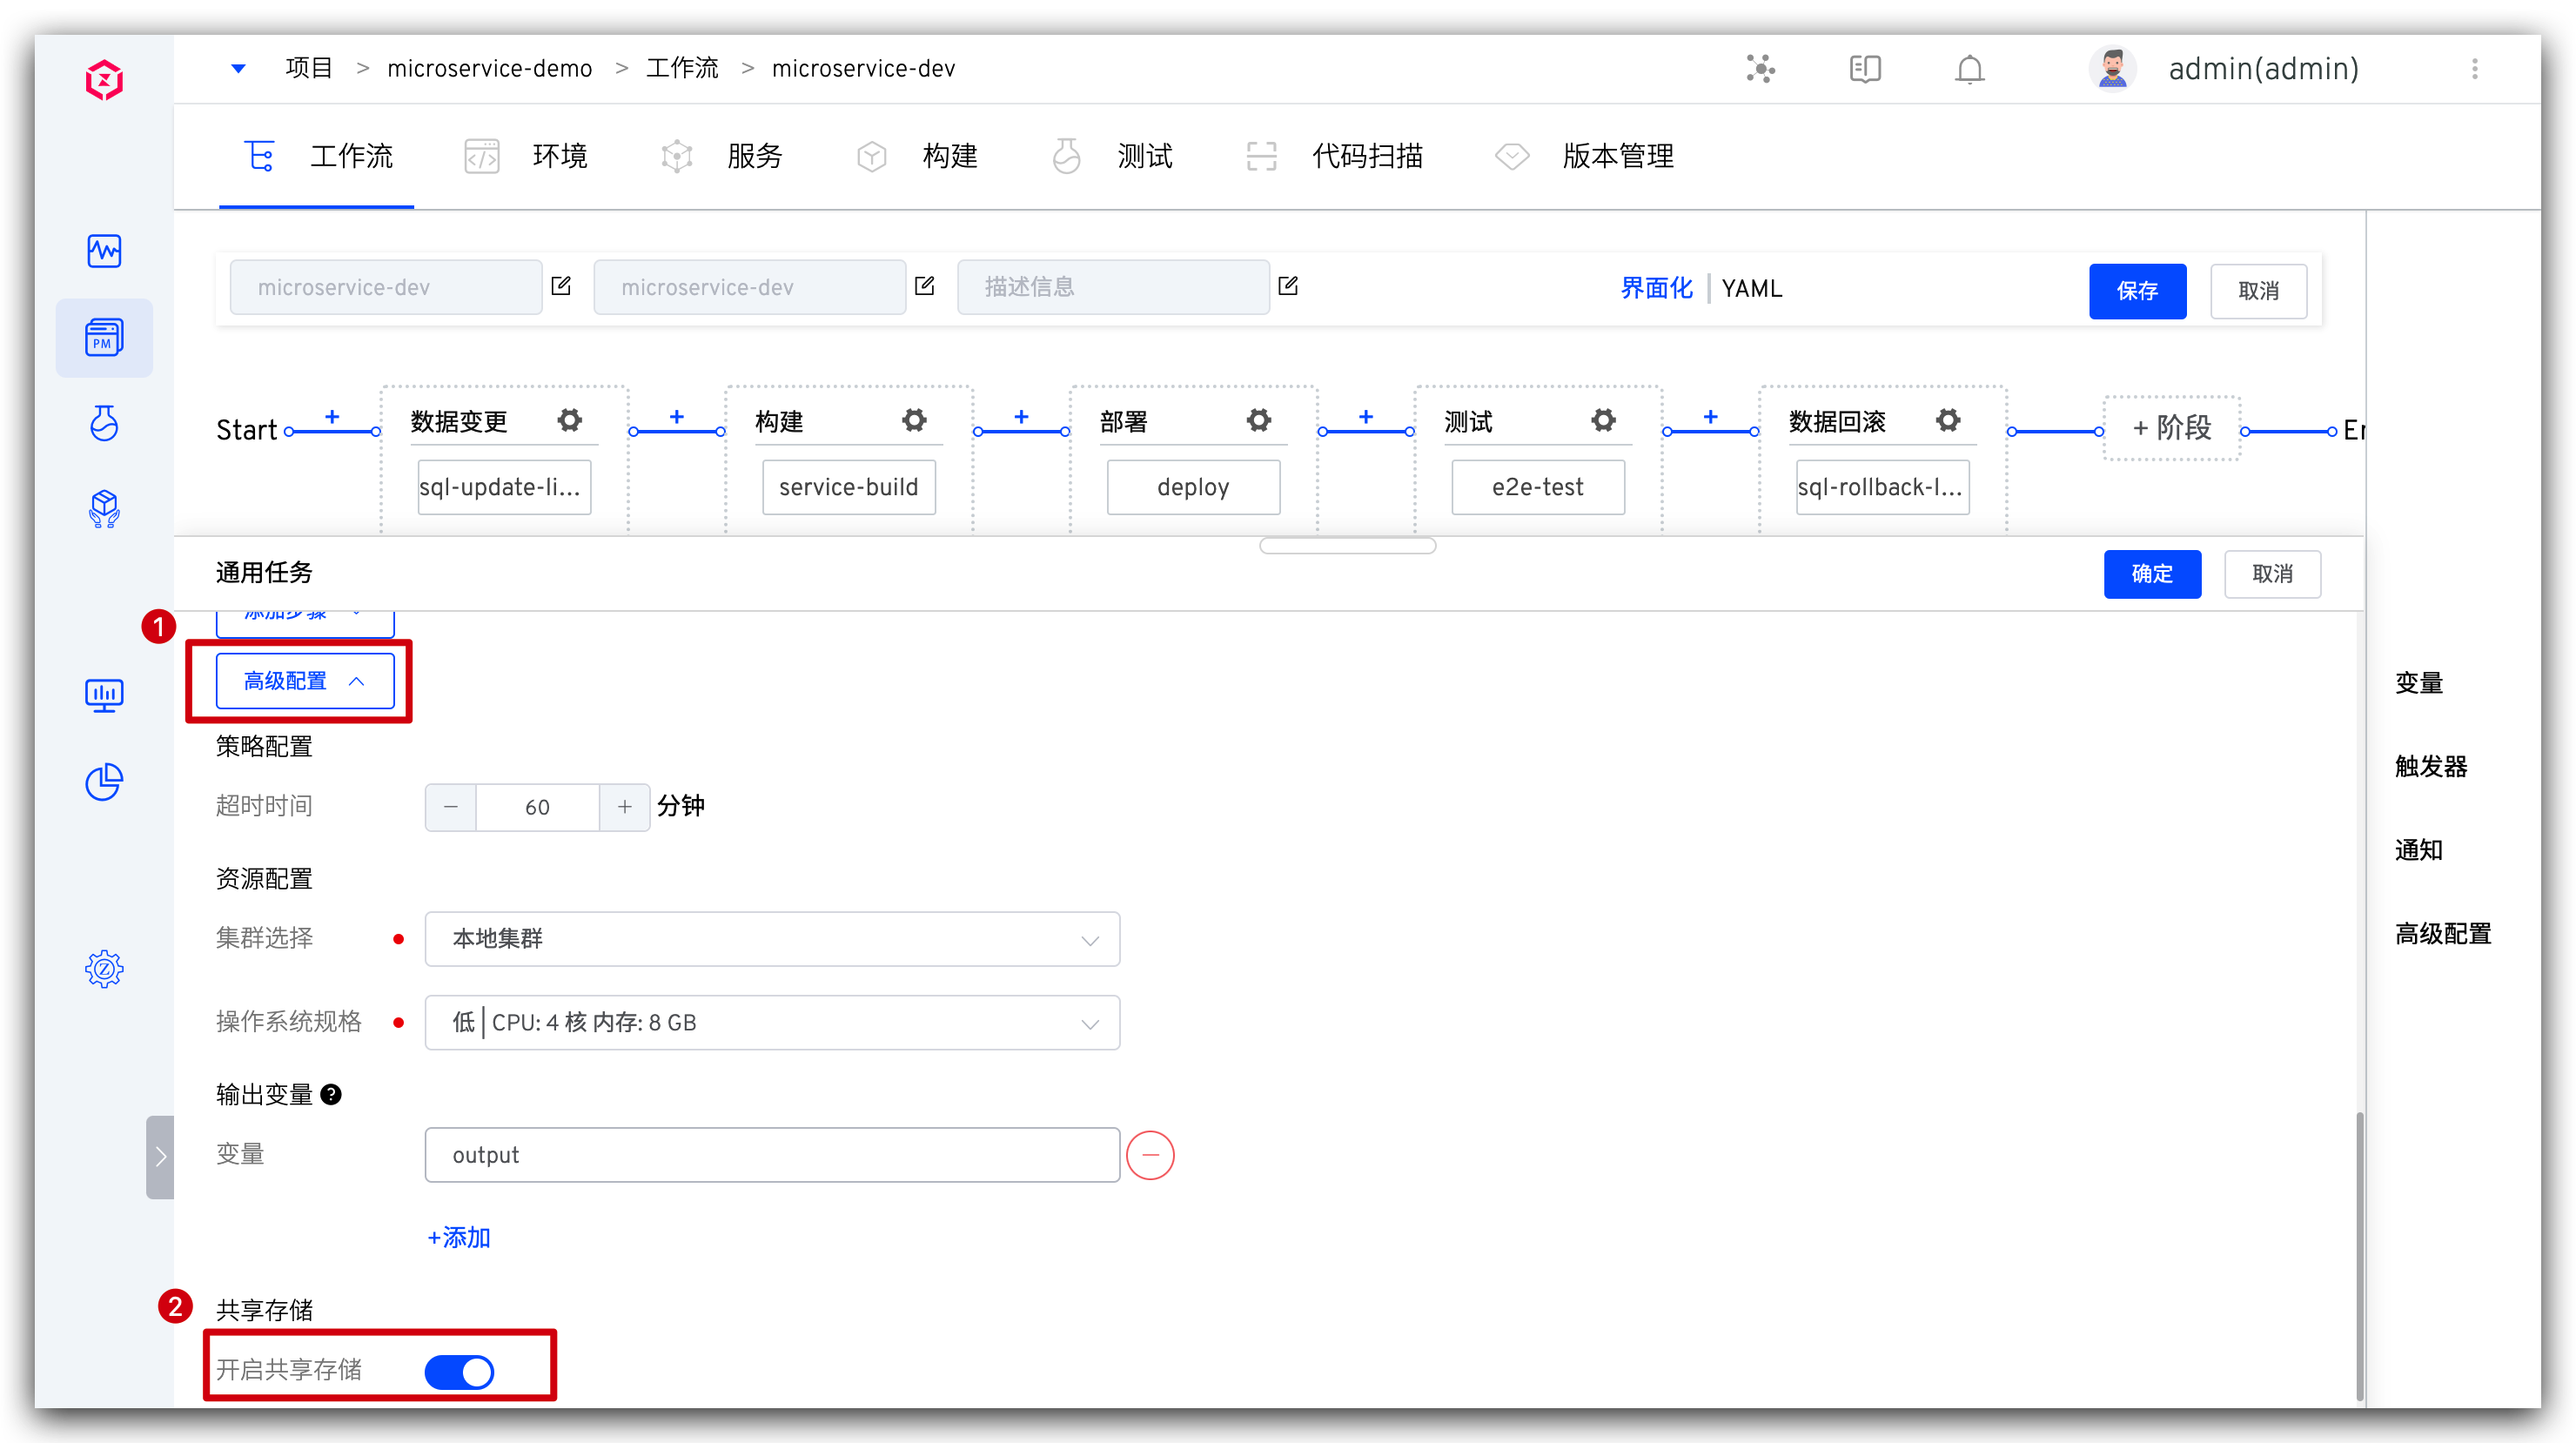 项目 > microservice-demo > 工作流 > microservice-dev
admin(admin)
工作流 环境 服务 构建 测试 代码扫描 版本管理
PM
microservice-dev microservice-dev 描述信息 界面化 | YAML 保存 取消
Start + 数据变更 + 构建 + 部署 + 测试 + 数据回滚 + 阶段
sql-update-li... service-build deploy e2e-test sql-rollback-l...
通用任务 确定 取消
添加步骤
1
高级配置
策略配置
超时时间 − 60 + 分钟
资源配置
集群选择 本地集群
操作系统规格 低 | CPU: 4 核 内存: 8 GB
输出变量 ?
变量 output
+添加
2
共享存储
开启共享存储
变量
触发器
通知
高级配置